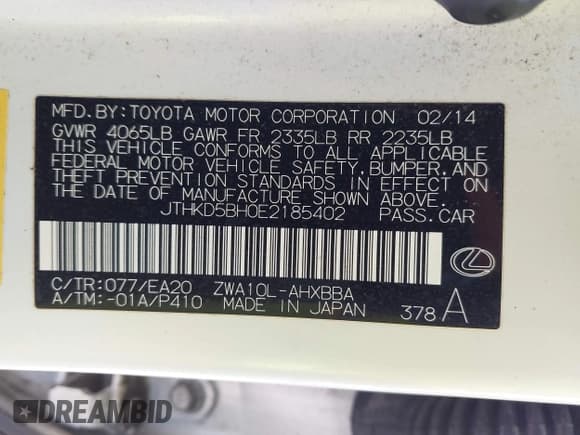 MFD.BY:TOYOTA MOTOR CORPORATION 02/14
GVWR 4065LB GAWR FR 2335LB RR 2235LB
THIS VEHICLE CONFORMS TO ALL APPLICABLE
FEDERAL MOTOR VEHICLE SAFETY,BUMPER,AND
THEFT PREVENTION STANDARDS IN EFFECT ON
THE DATE OF MANUFACTURE SHOWN ABOVE.
JTHKD5BH0E2185402 PASS.CAR
C/TR:077/EA20 ZWA10L-AHXBBA
A/TM:-01A/P410 MADE IN JAPAN 378 A
DREAMBID